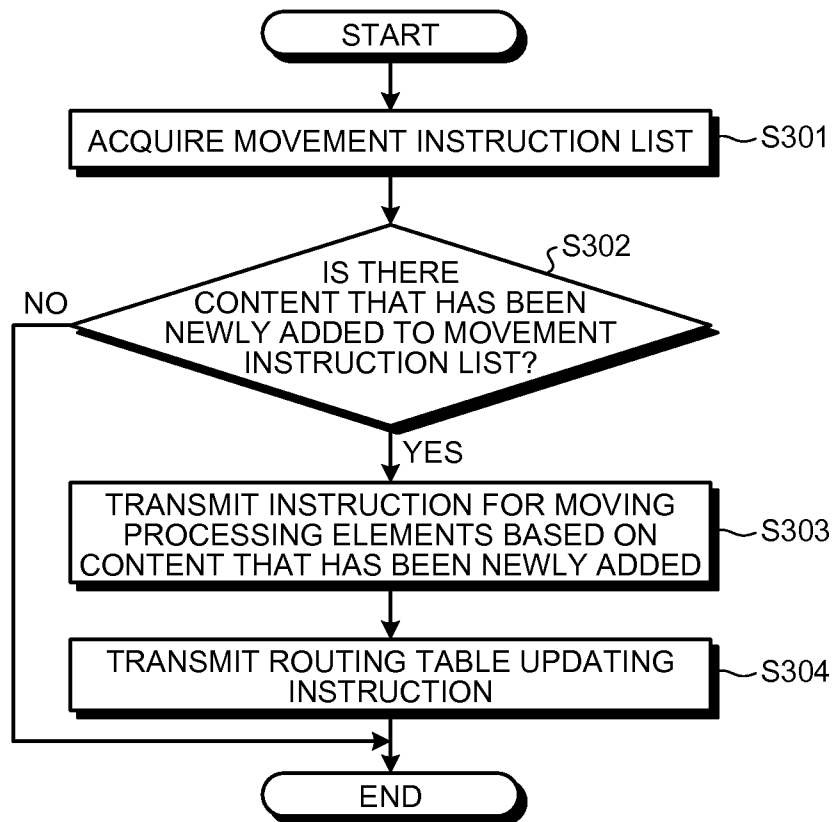 START
ACQUIRE MOVEMENT INSTRUCTION LIST
S301
S302
IS THERE
CONTENT THAT HAS BEEN
NEWLY ADDED TO MOVEMENT
INSTRUCTION LIST?
NO
YES
TRANSMIT INSTRUCTION FOR MOVING
PROCESSING ELEMENTS BASED ON
CONTENT THAT HAS BEEN NEWLY ADDED
S303
TRANSMIT ROUTING TABLE UPDATING
INSTRUCTION
S304
END